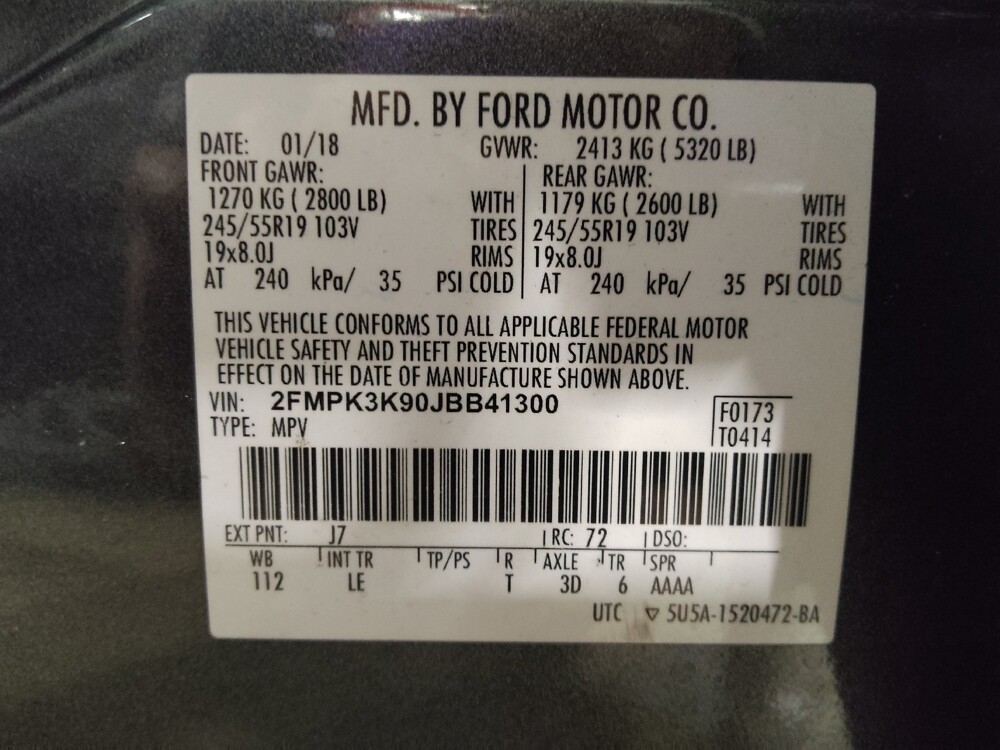 MFD. BY FORD MOTOR CO.
DATE: 01/18 GVWR: 2413 KG ( 5320 LB)
FRONT GAWR: REAR GAWR:
1270 KG ( 2800 LB) WITH 1179 KG ( 2600 LB) WITH
245/55R19 103V TIRES 245/55R19 103V TIRES
19x8.0J RIMS 19x8.0J RIMS
AT 240 kPa/ 35 PSI COLD AT 240 kPa/ 35 PSI COLD
THIS VEHICLE CONFORMS TO ALL APPLICABLE FEDERAL MOTOR
VEHICLE SAFETY AND THEFT PREVENTION STANDARDS IN
EFFECT ON THE DATE OF MANUFACTURE SHOWN ABOVE.
VIN: 2FMPK3K90JBB41300 F0173
TYPE: MPV T0414
EXT PNT: J7 RC: 72 DSO:
WB INT TR TP/PS R AXLE TR SPR
112 LE T 3D 6 AAAA
UTC ▽ 5U5A-1520472-BA